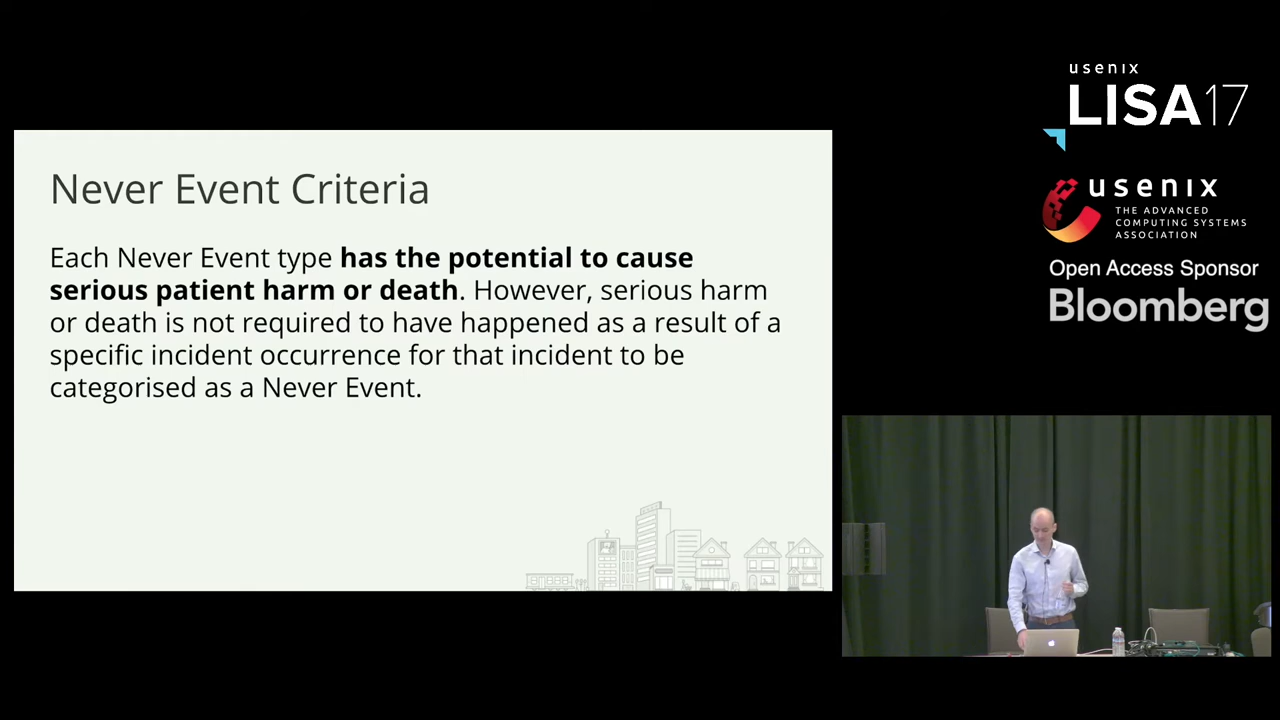 Never Event Criteria
Each Never Event type has the potential to cause
serious patient harm or death. However, serious harm
or death is not required to have happened as a result of a
specific incident occurrence for that incident to be
categorised as a Never Event.
usenix
LISA17
usenix
THE ADVANCED
COMPUTING SYSTEMS
ASSOCIATION
Open Access Sponsor
Bloomberg